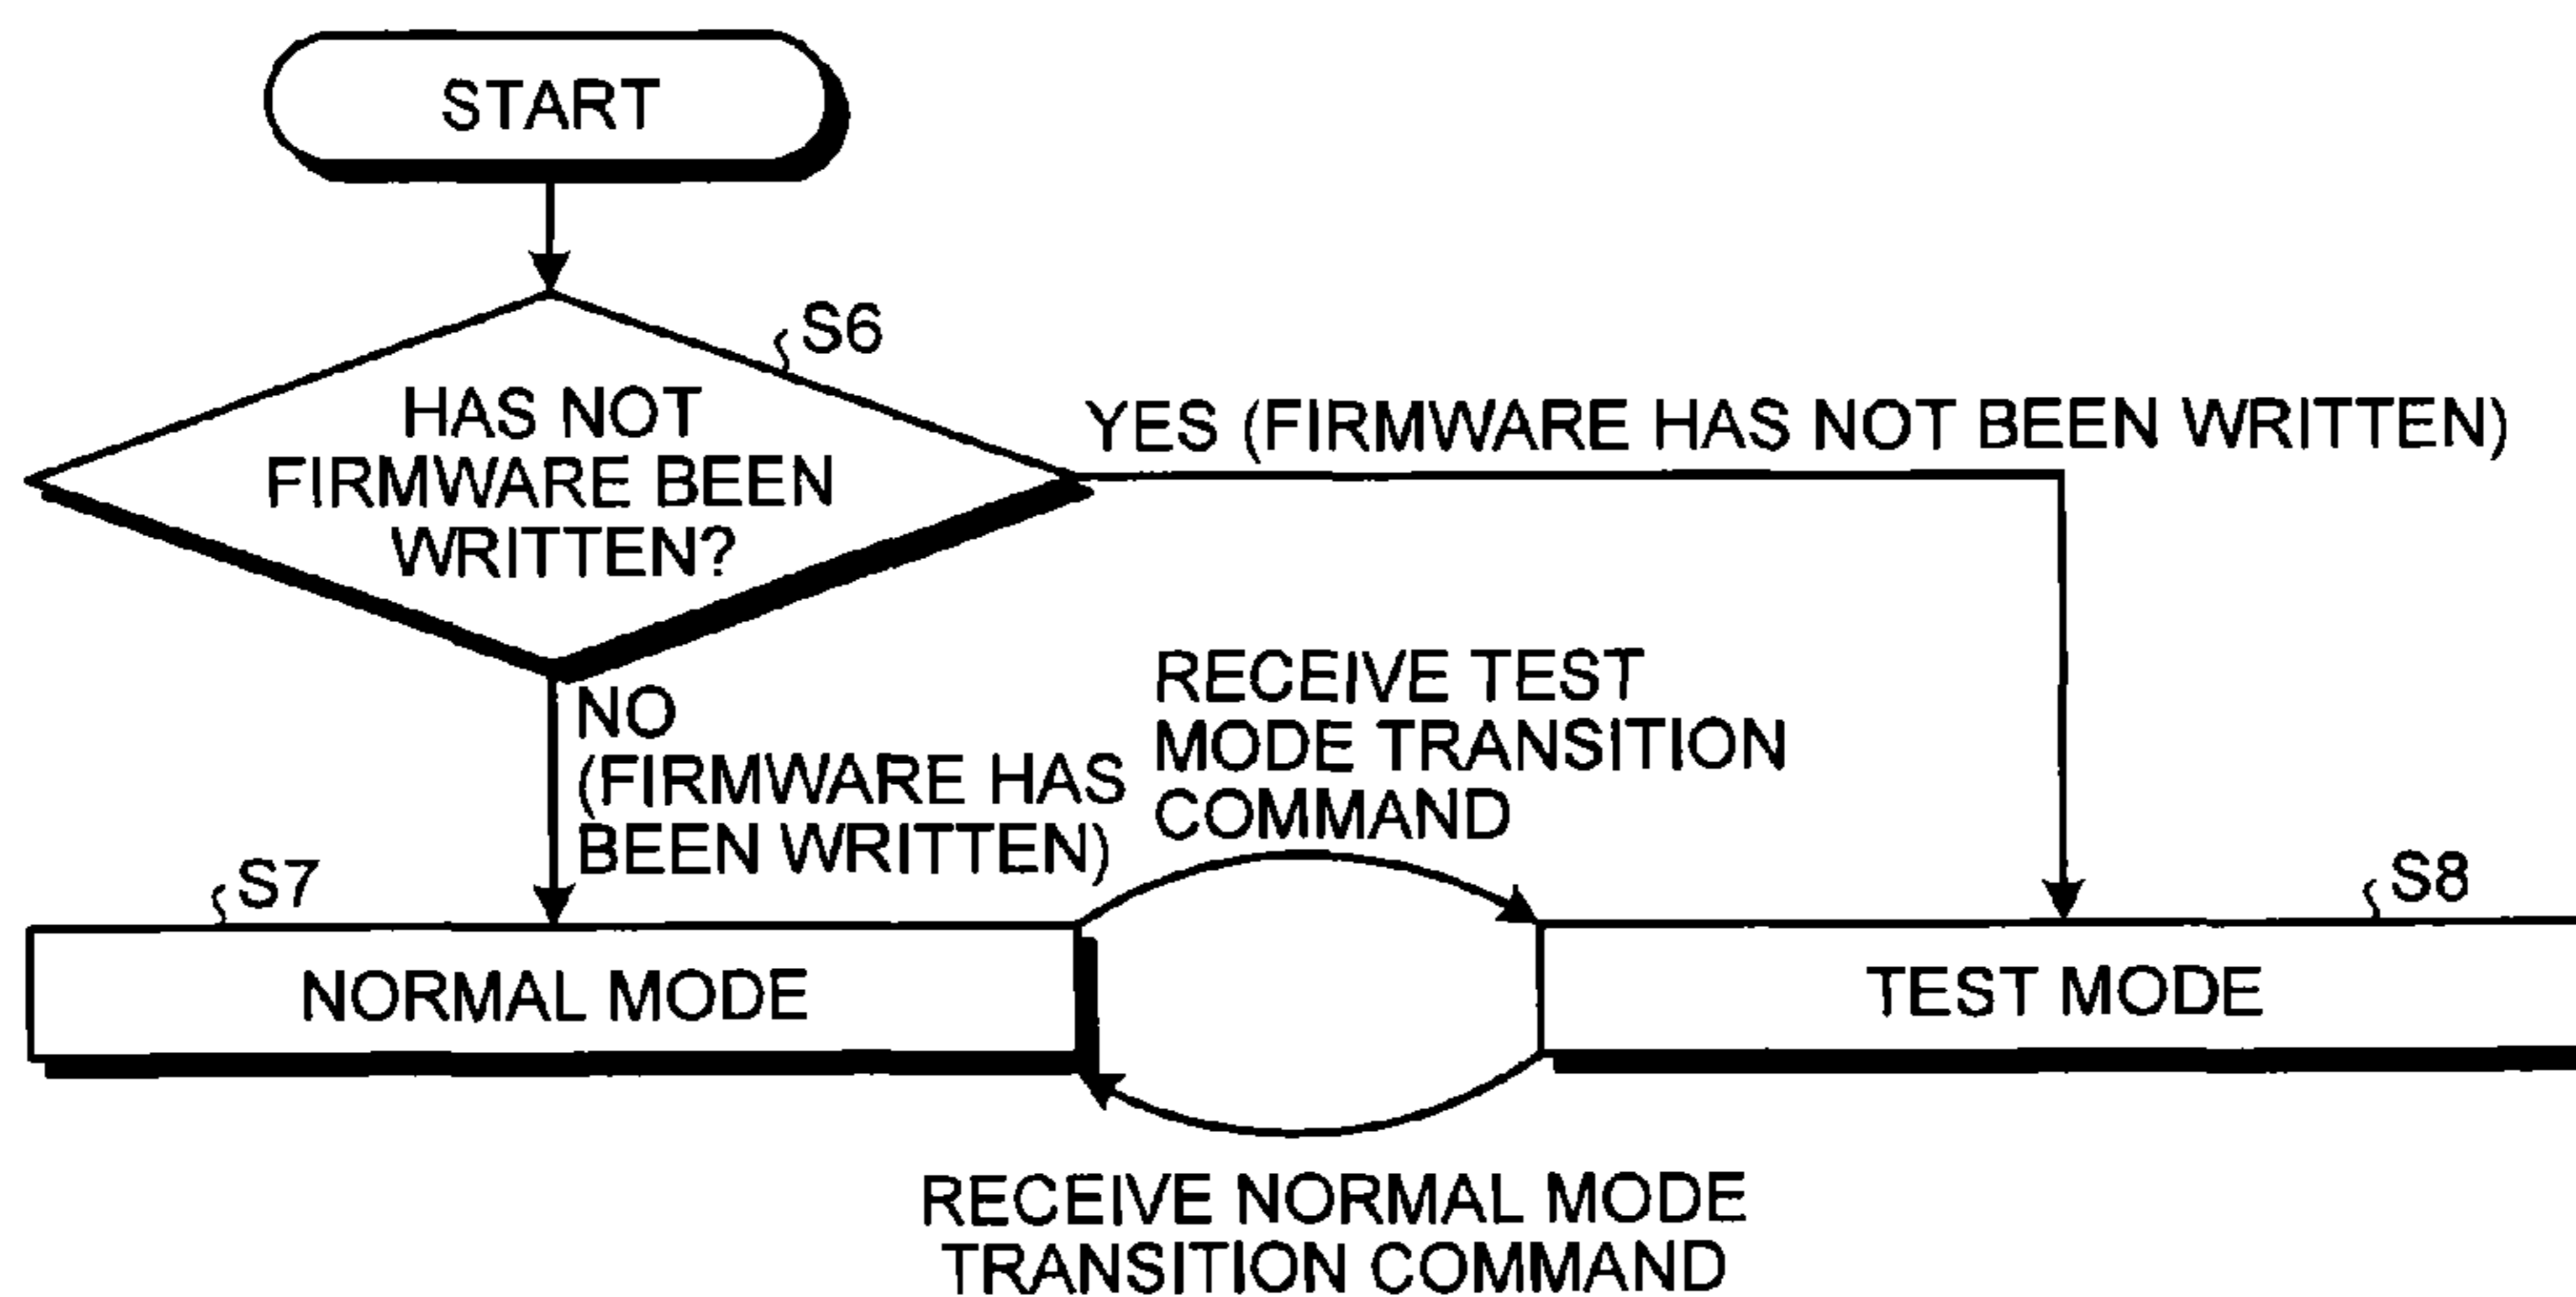 START
S6
HAS NOT
FIRMWARE BEEN
WRITTEN?
YES (FIRMWARE HAS NOT BEEN WRITTEN)
NO
(FIRMWARE HAS
BEEN WRITTEN)
RECEIVE TEST
MODE TRANSITION
COMMAND
S7
NORMAL MODE
S8
TEST MODE
RECEIVE NORMAL MODE
TRANSITION COMMAND